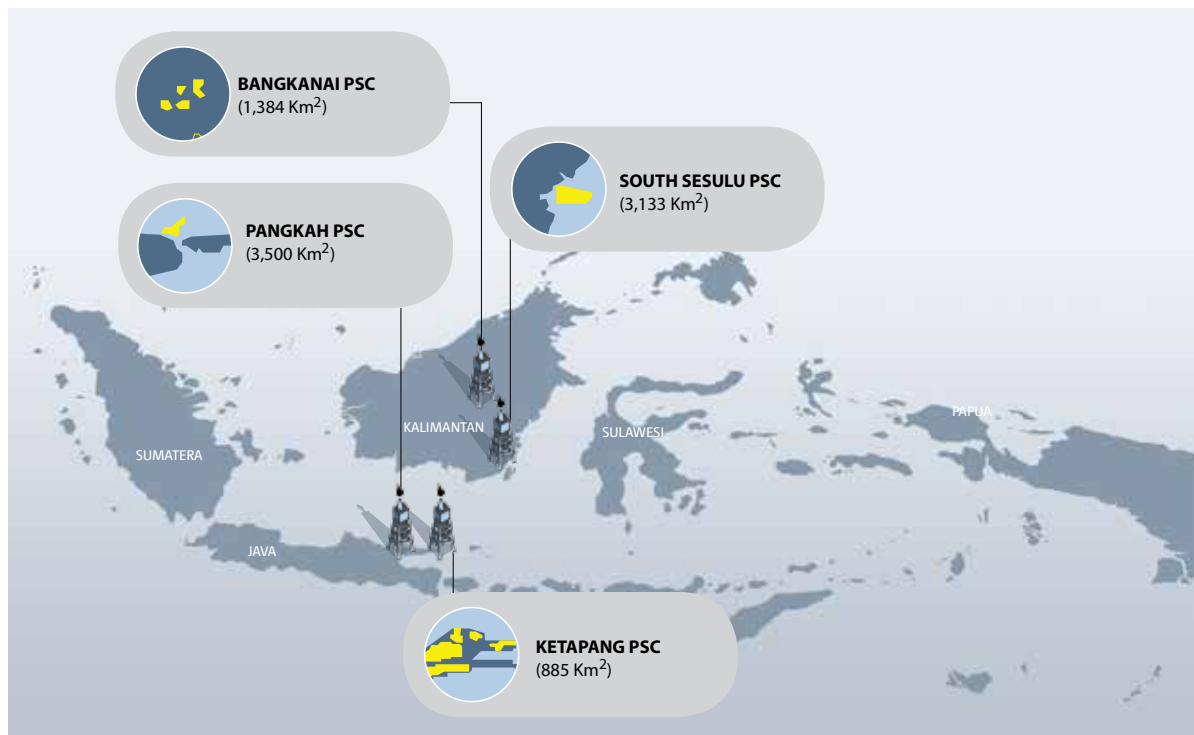 BANGKANAI PSC
(1,384 Km²)
SOUTH SESULU PSC
(3,133 Km²)
PANGKAH PSC
(3,500 Km²)
PAPUA
KALIMANTAN
SULAWESI
SUMATERA
JAVA
KETAPANG PSC
(885 Km²)